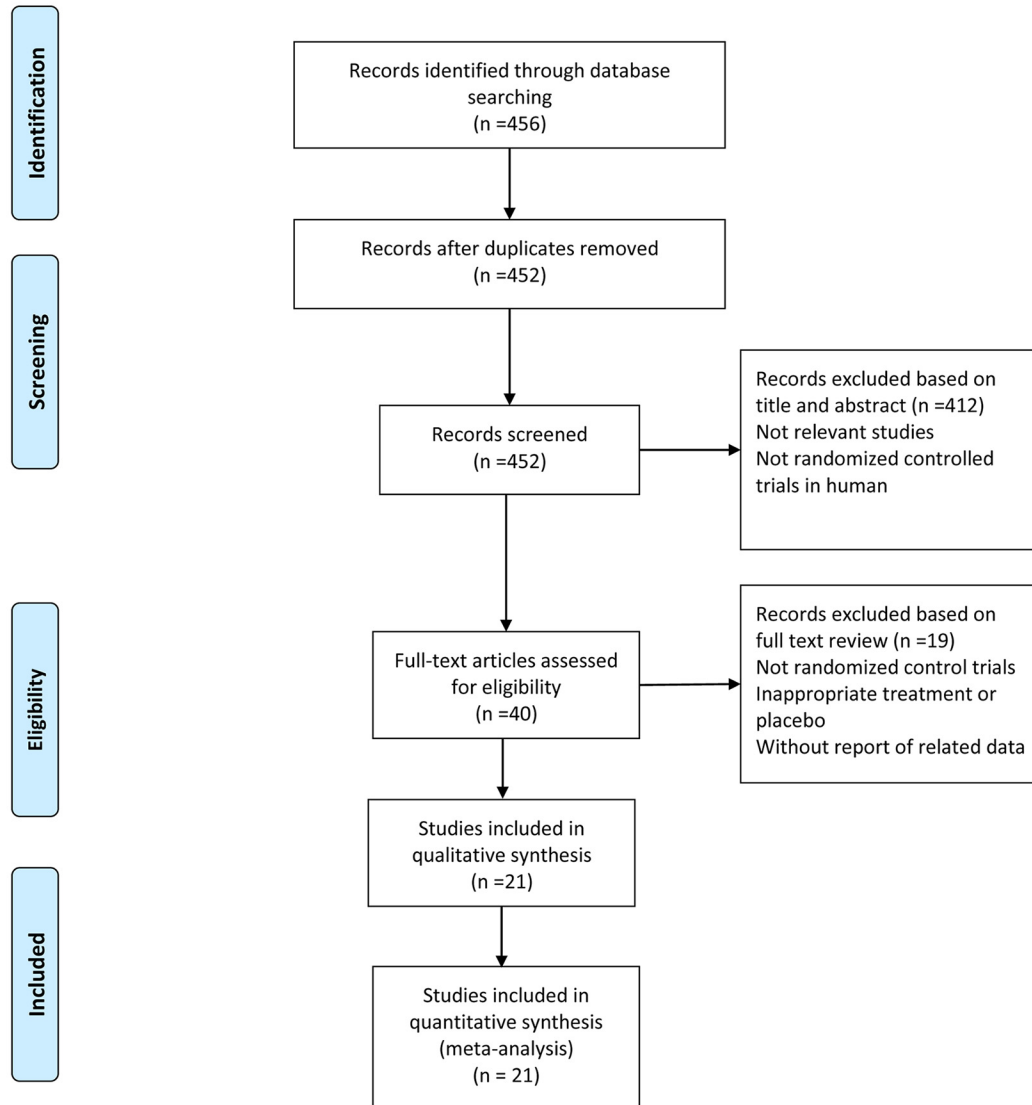 Identification
Records identified through database
searching
(n =456)
Records after duplicates removed
(n =452)
Screening
Records screened
(n =452)
Records excluded based on
title and abstract (n =412)
Not relevant studies
Not randomized controlled
trials in human
Eligibility
Full-text articles assessed
for eligibility
(n =40)
Records excluded based on
full text review (n =19)
Not randomized control trials
Inappropriate treatment or
placebo
Without report of related data
Studies included in
qualitative synthesis
(n =21)
Included
Studies included in
quantitative synthesis
(meta-analysis)
(n = 21)